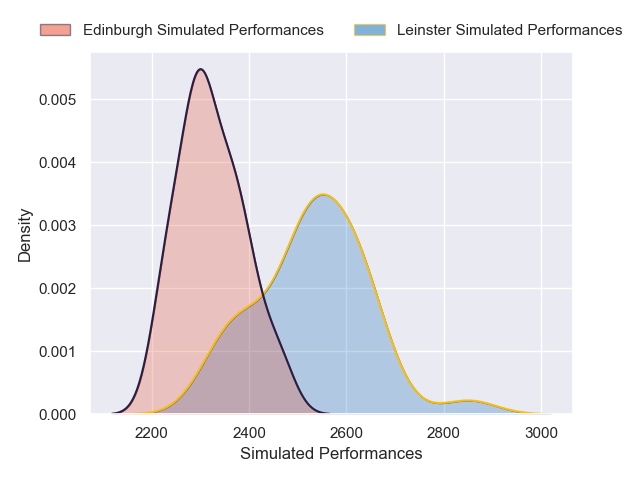 Edinburgh Simulated Performances
Leinster Simulated Performances
Density
0.005
0.004
0.003
0.002
0.001
0.000
2200
2400
2600
2800
3000
Simulated Performances